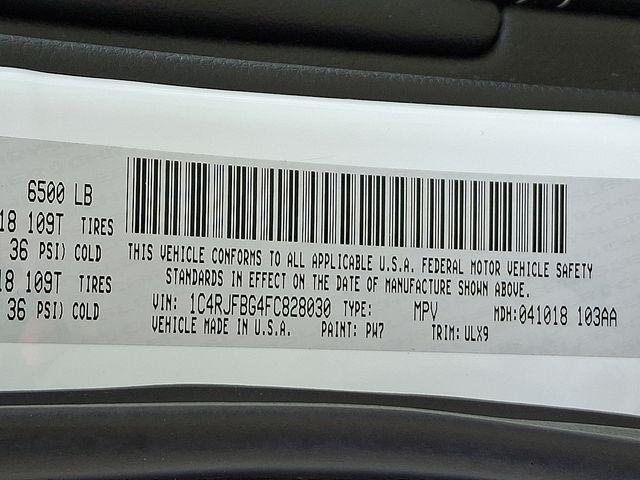 6500 LB
18 109T TIRES
36 PSI) COLD
18 109T TIRES
36 PSI) COLD
THIS VEHICLE CONFORMS TO ALL APPLICABLE U.S.A. FEDERAL MOTOR VEHICLE SAFETY
STANDARDS IN EFFECT ON THE DATE OF MANUFACTURE SHOWN ABOVE.
VIN: 1C4RJFBG4FC828030 TYPE: MPV MDH:041018 103AA
VEHICLE MADE IN U.S.A. PAINT: PW7 TRIM:ULX9